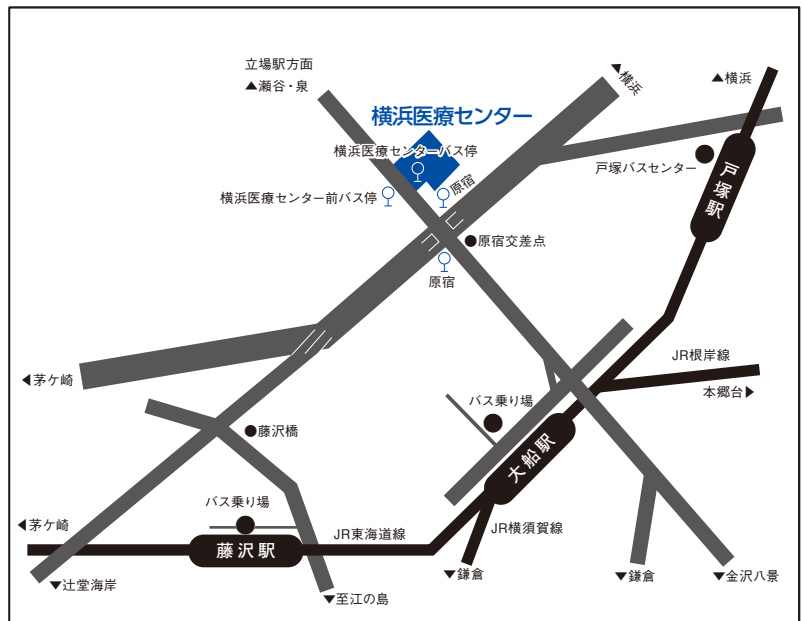 立場駅方面
▲瀬谷・泉
▲横浜
▲横浜
横浜医療センター
横浜医療センターバス停
戸塚バスセンター
戸塚駅
横浜医療センター前バス停
原宿
原宿交差点
原宿
JR根岸線
◀茅ケ崎
本郷台▶
バス乗り場
藤沢橋
大船駅
バス乗り場
◀茅ケ崎
JR東海道線
JR横須賀線
藤沢駅
▼鎌倉
▼鎌倉
▼金沢八景
▼辻堂海岸
▼至江の島